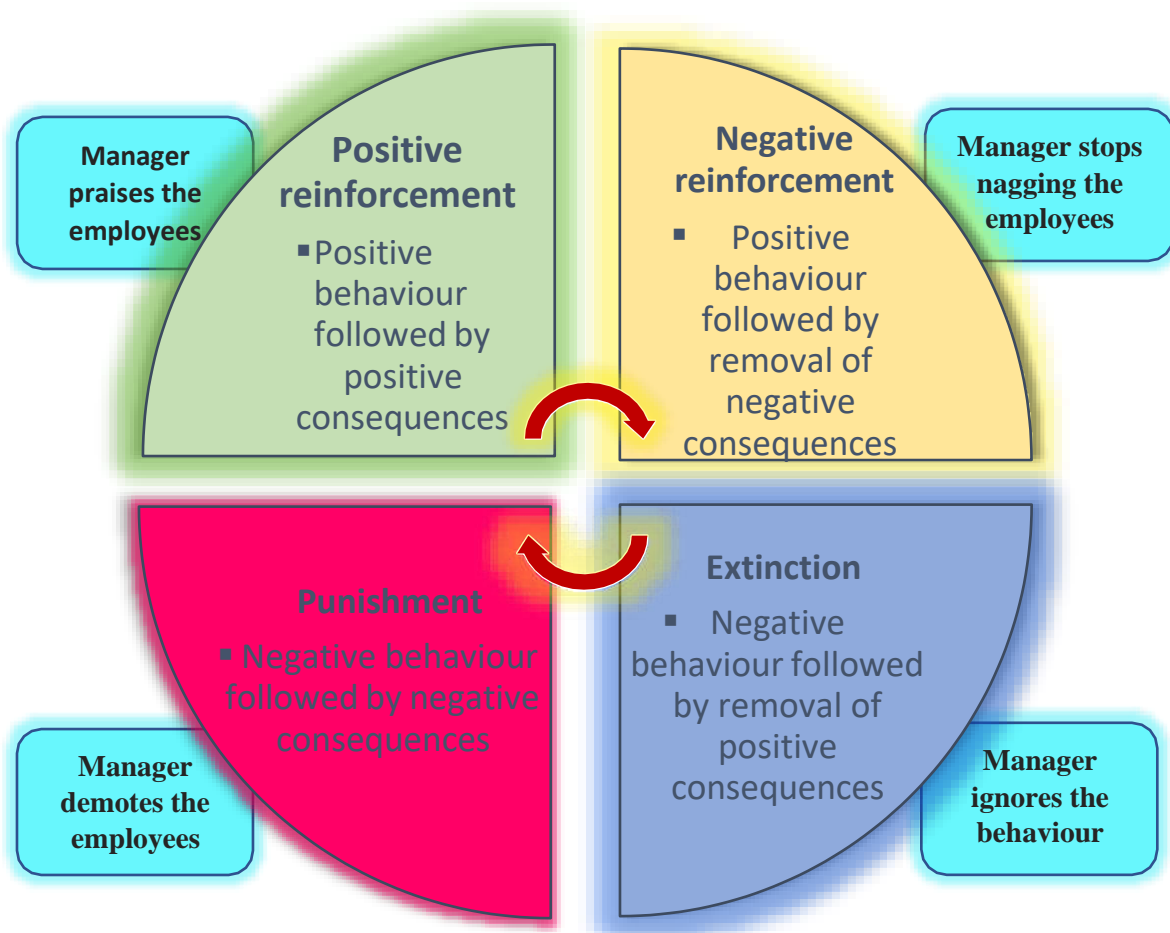 Manager
praises the
employees
Positive
reinforcement
▪ Positive
behaviour
followed by
positive
consequences
Negative
reinforcement
▪ Positive
behaviour
followed by
removal of
negative
consequences
Manager stops
nagging the
employees
Punishment
▪ Negative behaviour
followed by negative
consequences
Manager
demotes the
employees
Extinction
▪ Negative
behaviour followed
by removal of
positive
consequences
Manager
ignores the
behaviour